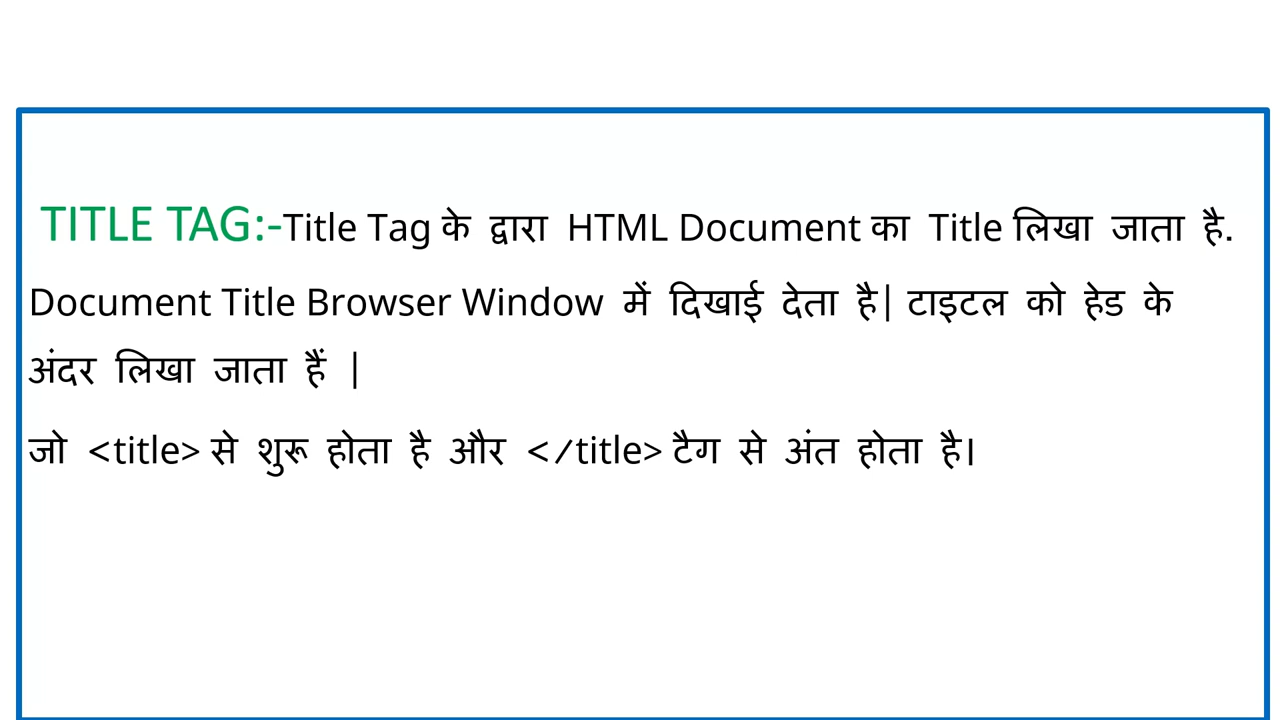 TITLE TAG:-Title Tag के द्वारा HTML Document का Title लिखा जाता है.
Document Title Browser Window में दिखाई देता है| टाइटल को हेड के
अंदर लिखा जाता हैं |
जो <title> से शुरू होता है और </title> टैग से अंत होता है।